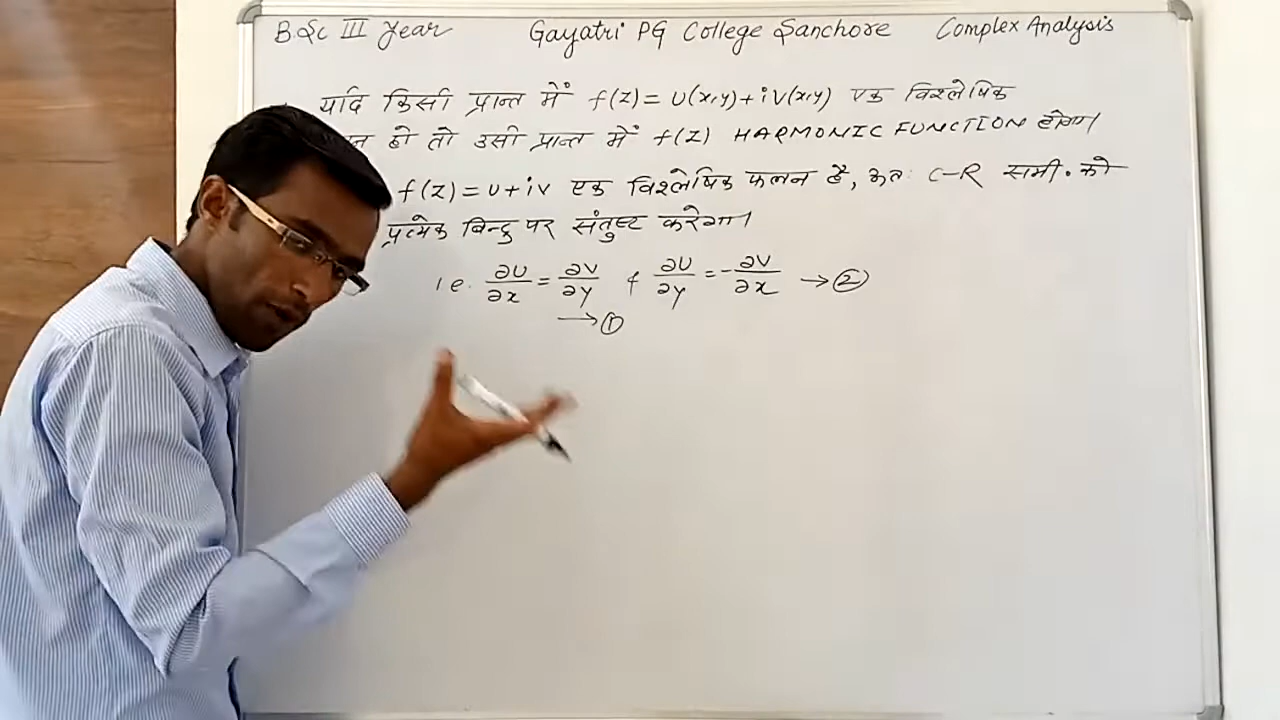 B.Sc III Year Gayatri PG College Sanchore Complex Analysis
यदि किसी प्रान्त में f(z) = U(x,y)+iV(x,y) एक विश्लेषिक
हो तो उसी प्रान्त में f(z) HARMONIC FUNCTION होगा।
f(z) = U+iV एक विश्लेषिक फलन है, अतः C-R समी. को
प्रत्येक बिन्दु पर संतुष्ट करेगा।
i.e. ∂U/∂x = ∂V/∂y & ∂U/∂y = -∂V/∂x → ②
→ ①